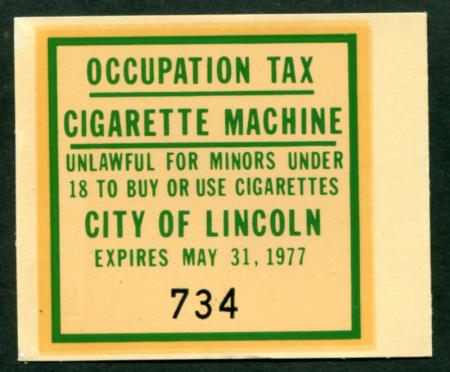 OCCUPATION TAX
CIGARETTE MACHINE
UNLAWFUL FOR MINORS UNDER
18 TO BUY OR USE CIGARETTES
CITY OF LINCOLN
EXPIRES MAY 31, 1977
734